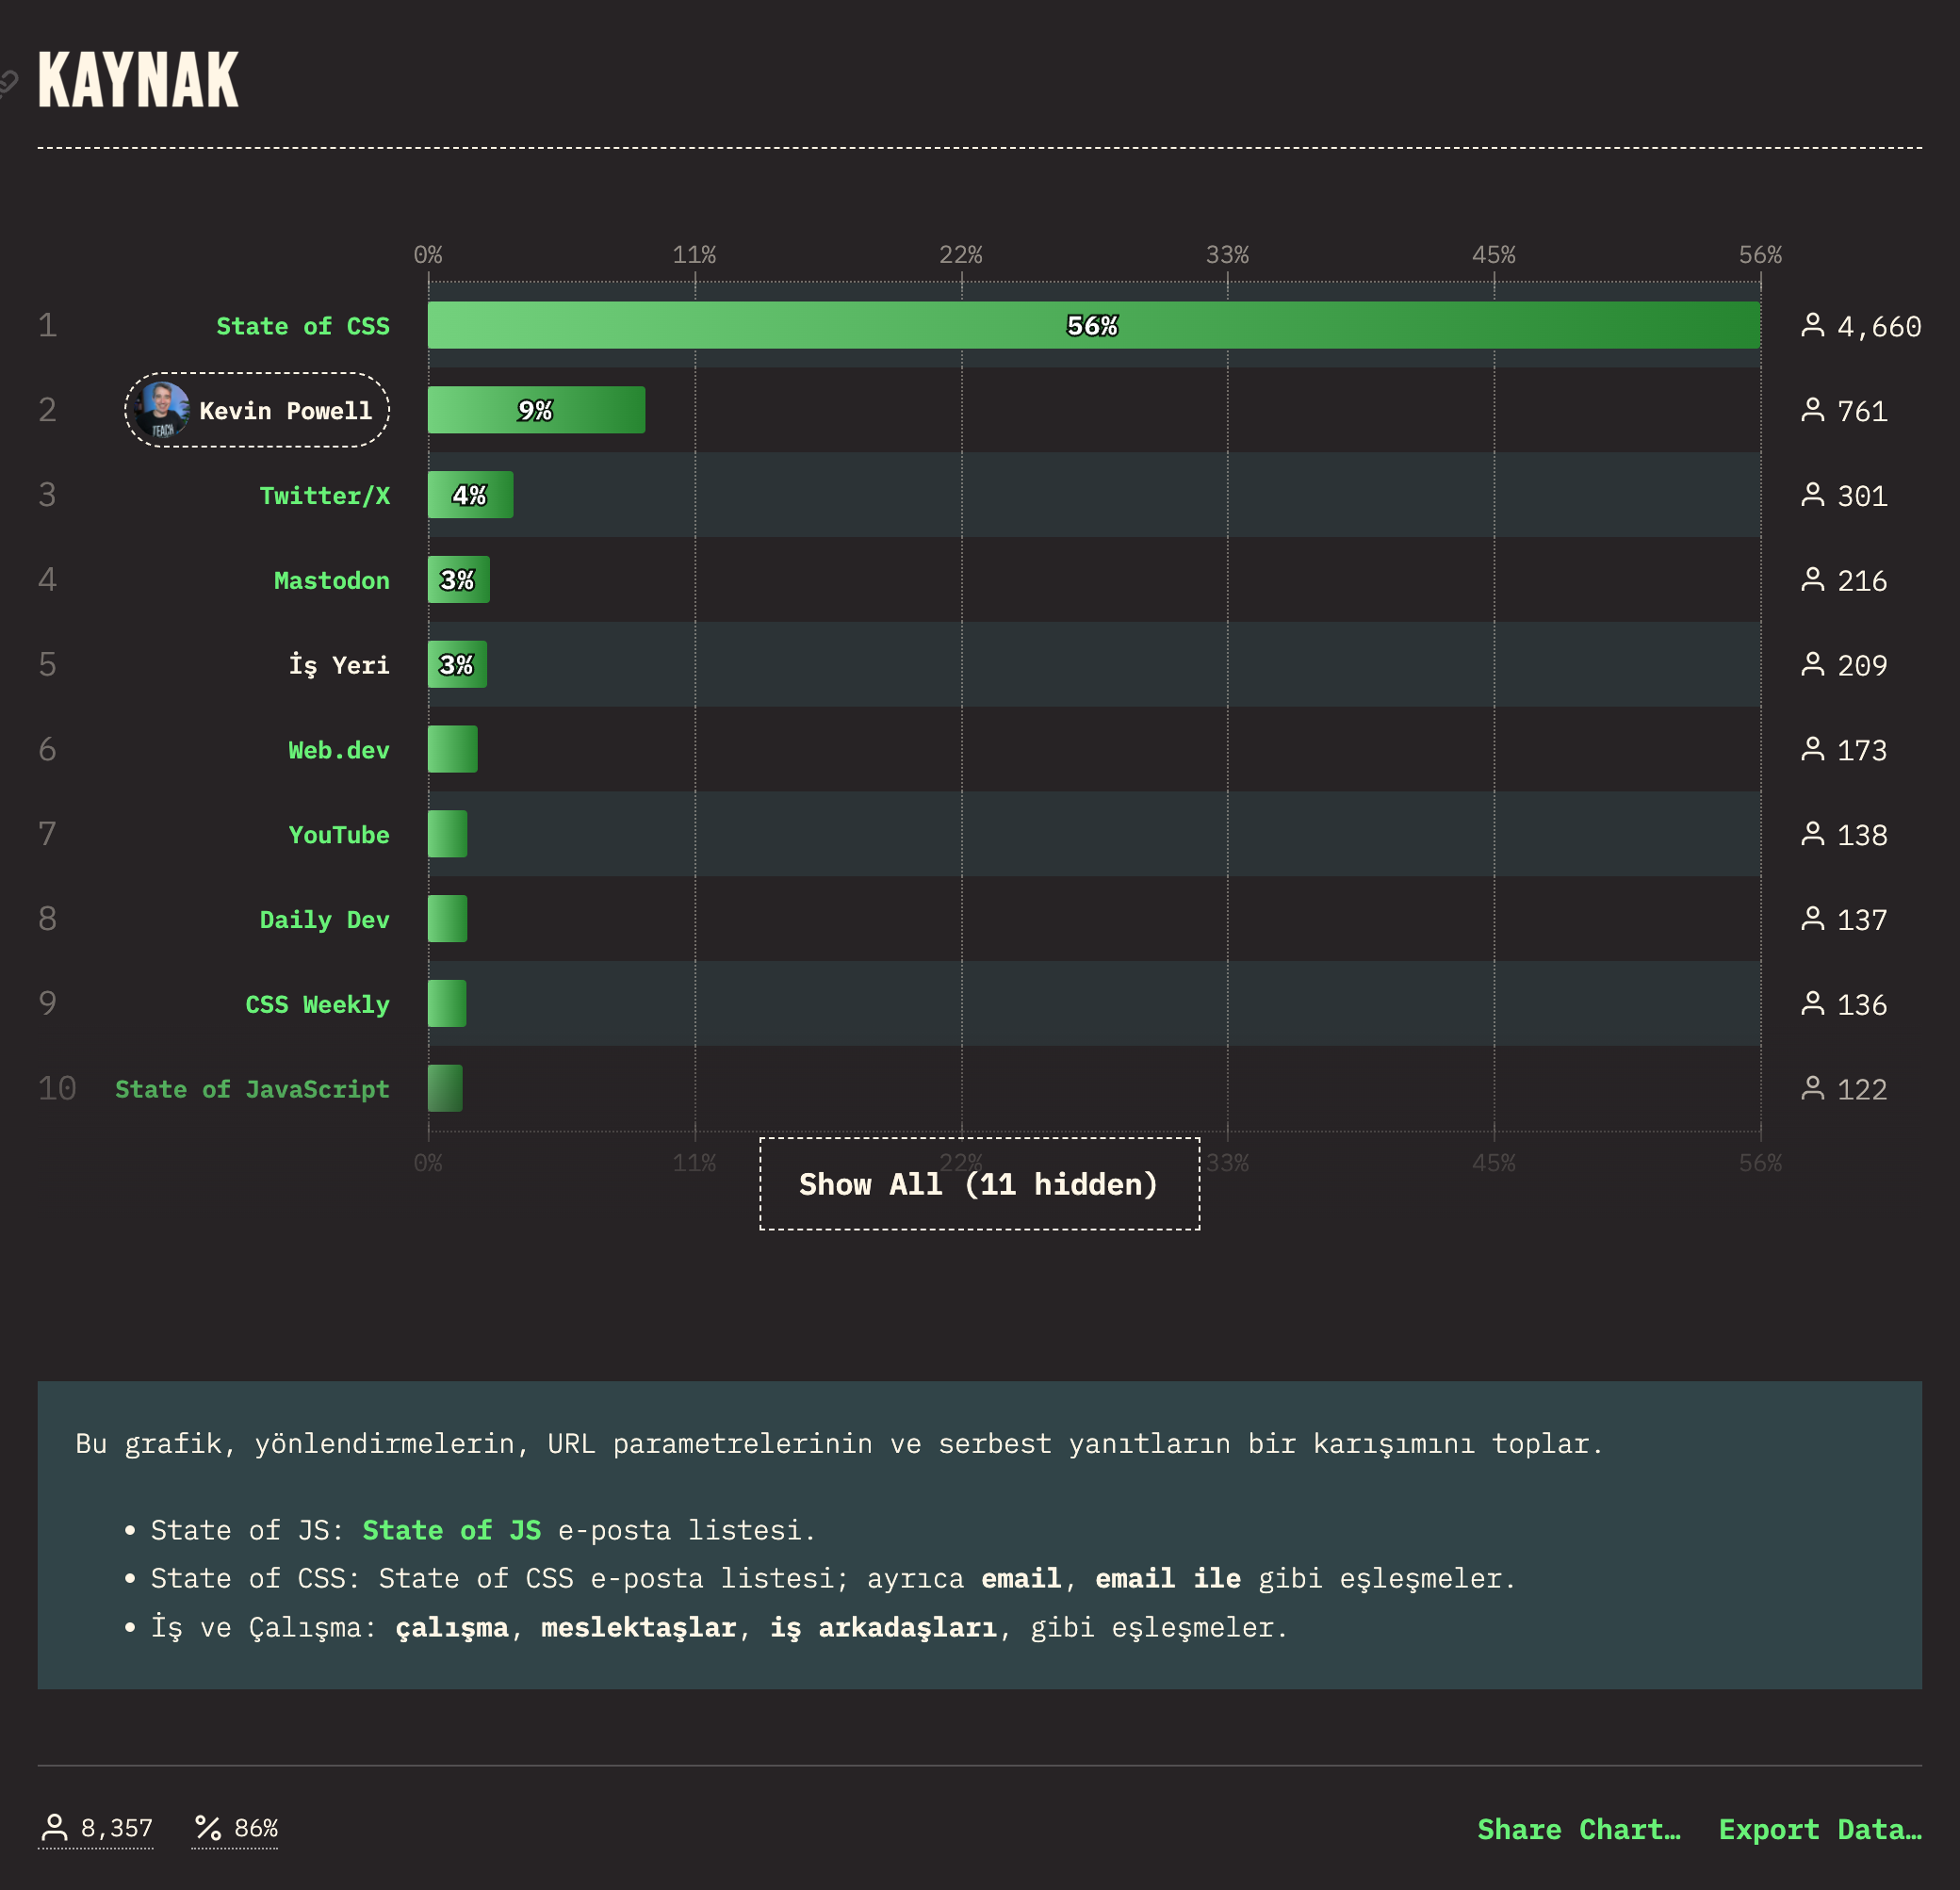 KAYNAK
0% 11% 22% 33% 45% 56%
1 State of CSS 56% 4,660
2 TEACH Kevin Powell 9% 761
3 Twitter/X 4% 301
4 Mastodon 3% 216
5 İş Yeri 3% 209
6 Web.dev 173
7 YouTube 138
8 Daily Dev 137
9 CSS Weekly 136
10 State of JavaScript 122
0% 11% 22% 33% 45% 56%
Show All (11 hidden)
Bu grafik, yönlendirmelerin, URL parametrelerinin ve serbest yanıtların bir karışımını toplar.
• State of JS: State of JS e-posta listesi.
• State of CSS: State of CSS e-posta listesi; ayrıca email, email ile gibi eşleşmeler.
• İş ve Çalışma: çalışma, meslektaşlar, iş arkadaşları, gibi eşleşmeler.
8,357 % 86% Share Chart… Export Data…